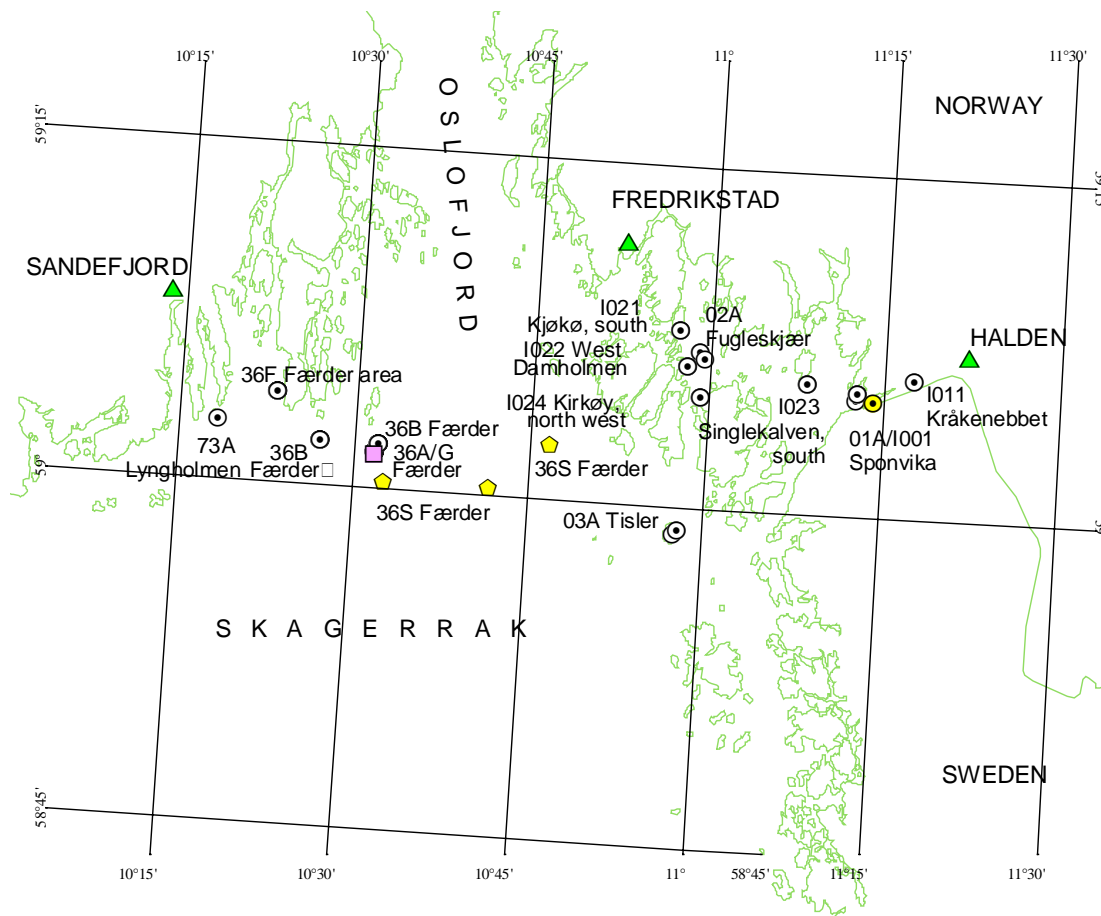 10°15'
10°30'
10°45'
11°
11°15'
11°30'
NORWAY
59°15'
OSLOFJORD
FREDRIKSTAD
SANDEFJORD
I021
Kjøkø, south
02A
Fugleskjær
I022 West
Damholmen
HALDEN
36F Færder area
I024 Kirkøy,
north west
I023
Singlekalven,
south
I011
Kråkenebbet
01A/I001
Sponvika
73A
Lyngholmen
36B
Færder□
36B Færder
36A/G
Færder
59°
36S Færder
36S Færder
03A Tisler
SKAGERRAK
58°45'
SWEDEN
10°15'
10°30'
10°45'
11°
58°45'
11°15'
11°30'